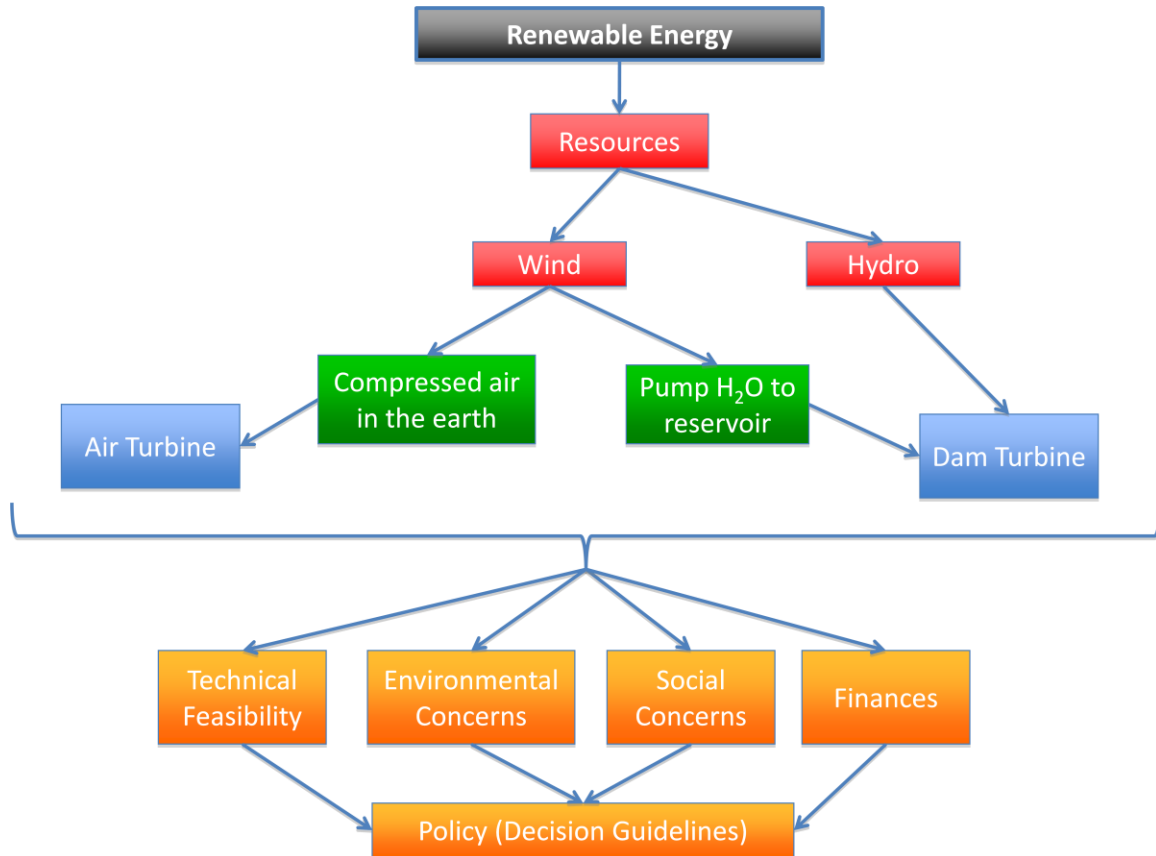 Renewable Energy
Resources
Wind
Hydro
Compressed air
in the earth
Pump H₂O to
reservoir
Air Turbine
Dam Turbine
Technical
Feasibility
Environmental
Concerns
Social
Concerns
Finances
Policy (Decision Guidelines)